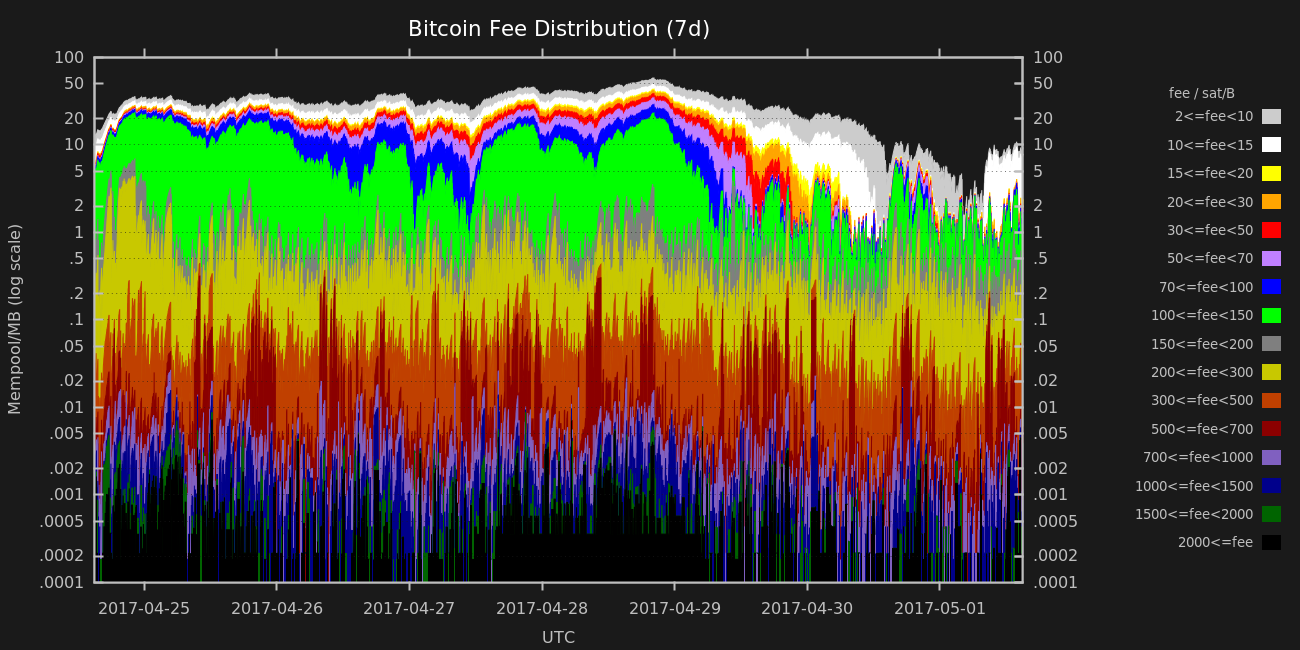 Bitcoin Fee Distribution (7d)
100
50
20
10
5
2
1
.5
.2
.1
.05
.02
.01
.005
.002
.001
.0005
.0002
.0001
Mempool/MB (log scale)
100
50
20
10
5
2
1
.5
.2
.1
.05
.02
.01
.005
.002
.001
.0005
.0002
.0001
2017-04-25
2017-04-26
2017-04-27
2017-04-28
2017-04-29
2017-04-30
2017-05-01
UTC
fee / sat/B
2<=fee<10
10<=fee<15
15<=fee<20
20<=fee<30
30<=fee<50
50<=fee<70
70<=fee<100
100<=fee<150
150<=fee<200
200<=fee<300
300<=fee<500
500<=fee<700
700<=fee<1000
1000<=fee<1500
1500<=fee<2000
2000<=fee